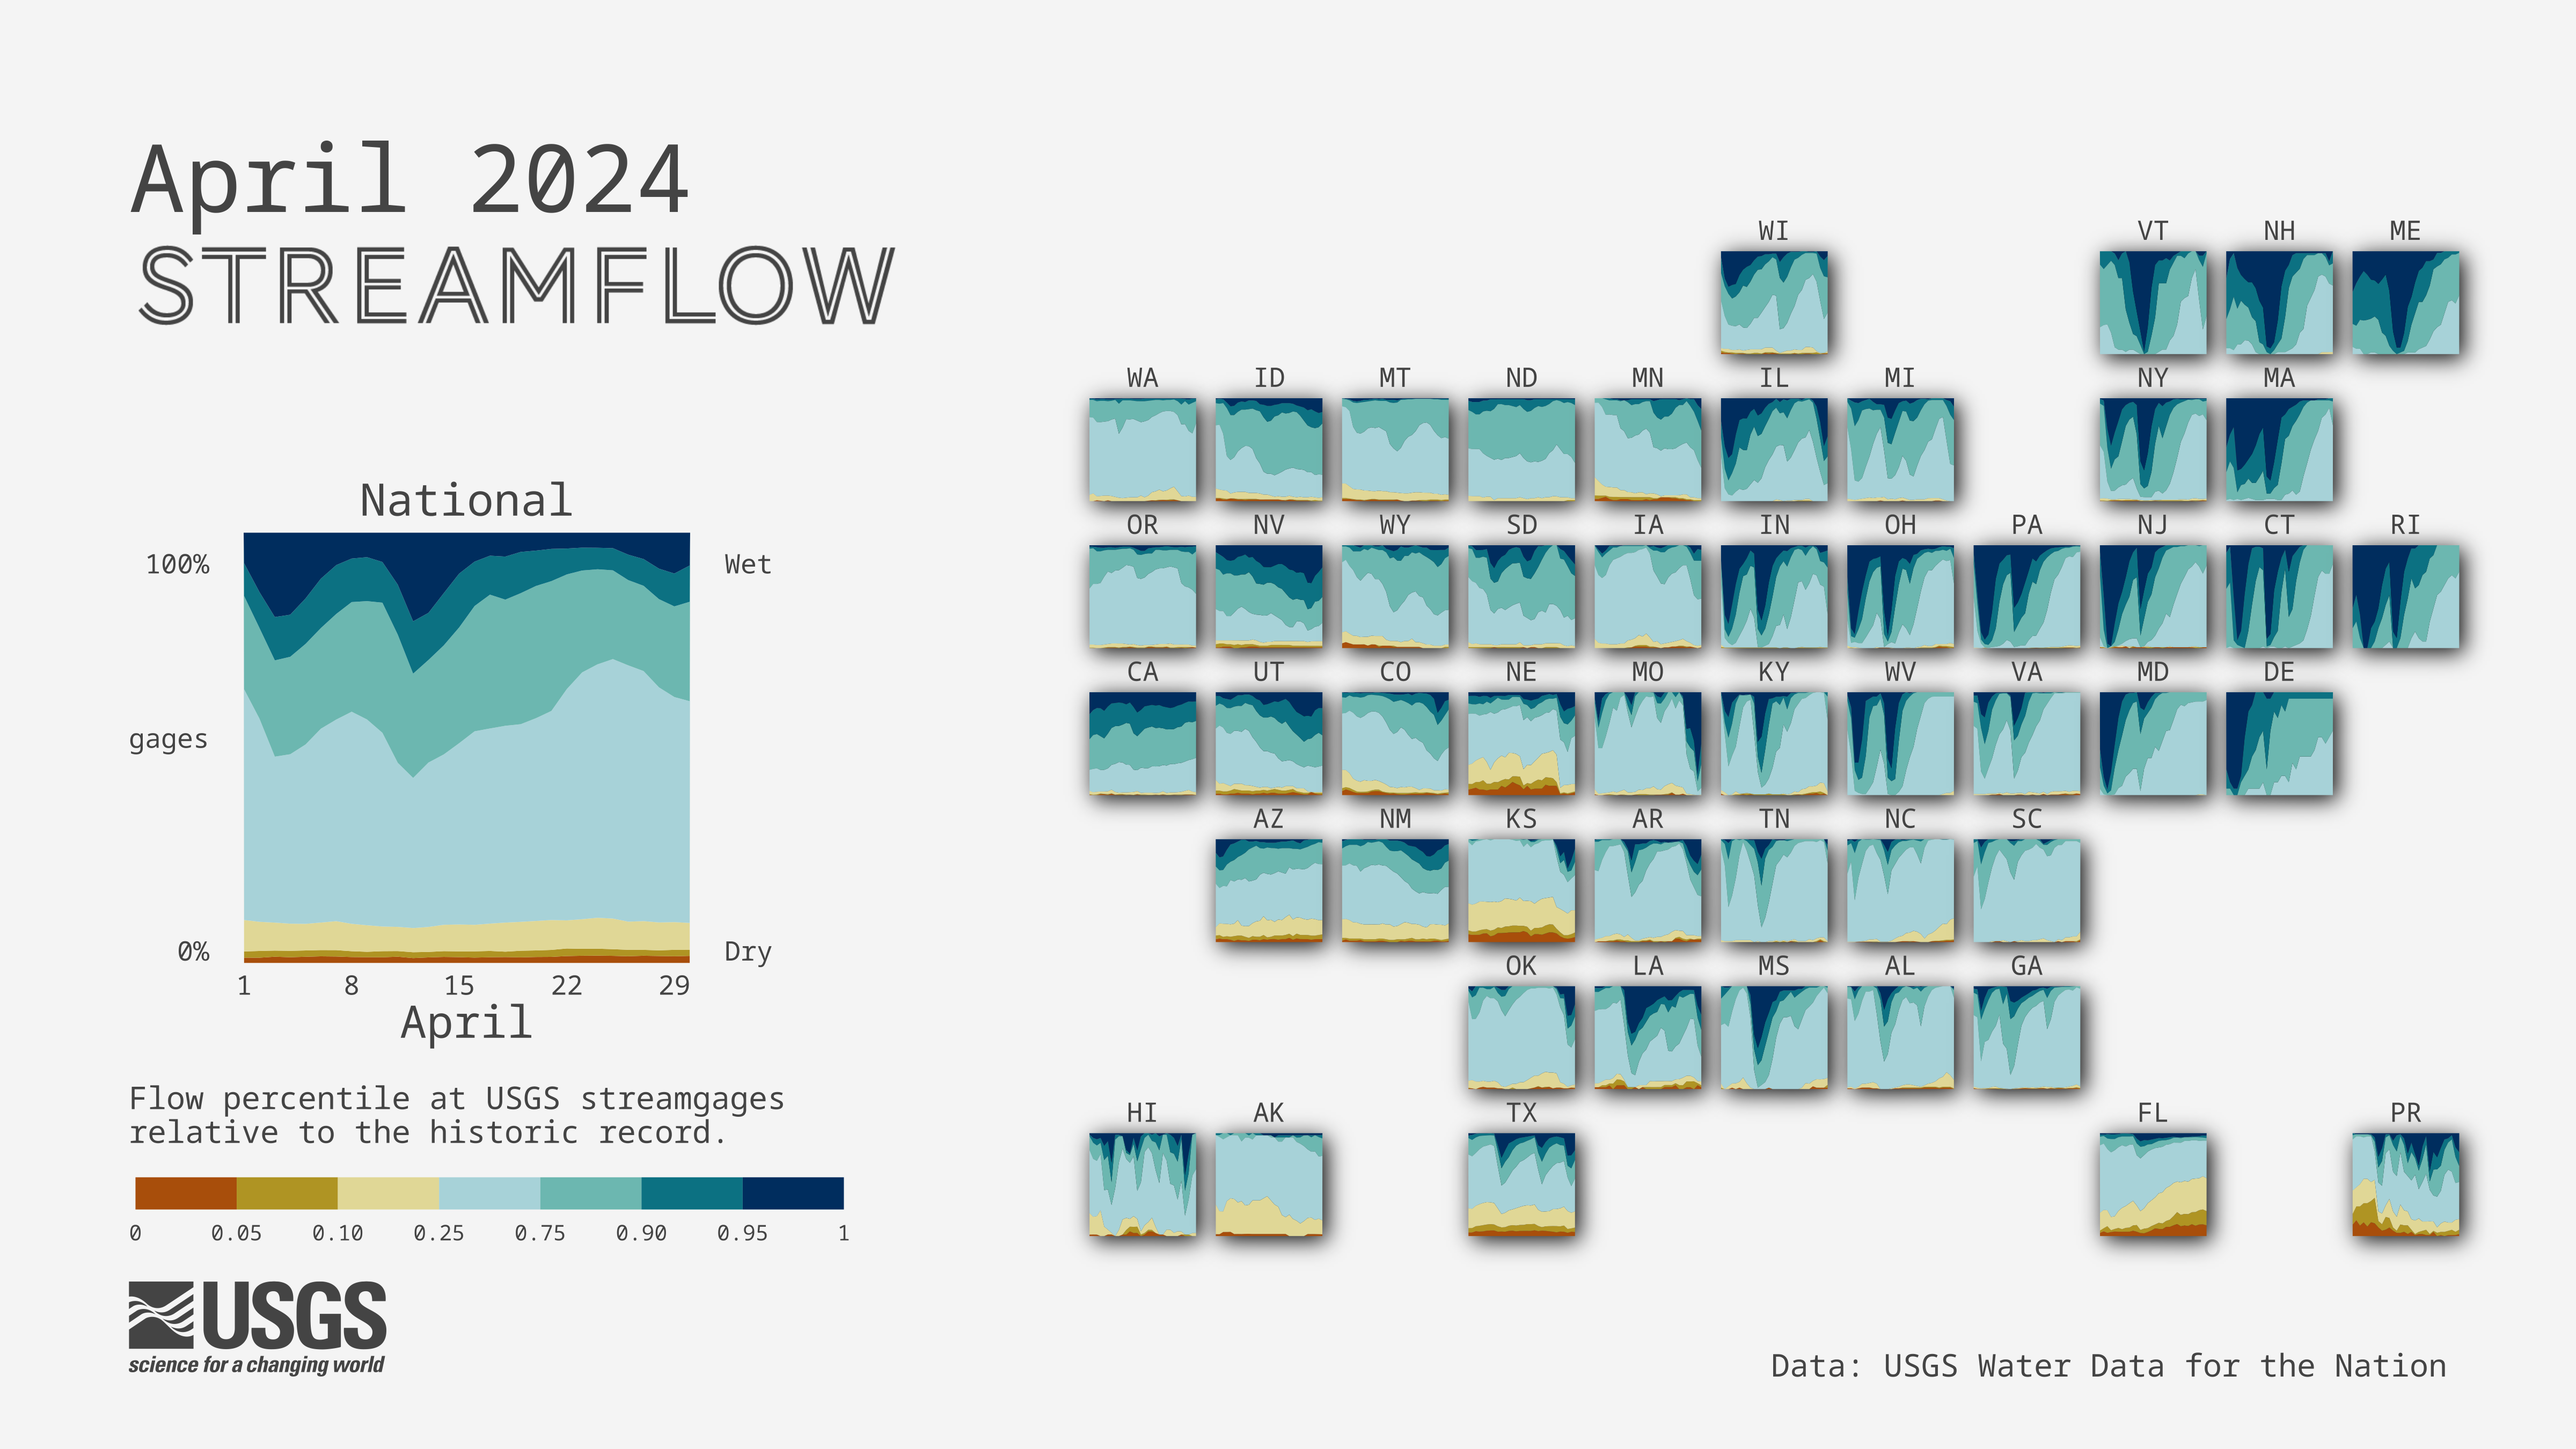 April 2024
STREAMFLOW
National
100%
Wet
gages
0%
Dry
1 8 15 22 29
April
Flow percentile at USGS streamgages
relative to the historic record.
0 0.05 0.10 0.25 0.75 0.90 0.95 1
USGS
science for a changing world
WI VT NH ME
WA ID MT ND MN IL MI NY MA
OR NV WY SD IA IN OH PA NJ CT RI
CA UT CO NE MO KY WV VA MD DE
AZ NM KS AR TN NC SC
OK LA MS AL GA
HI AK TX FL PR
Data: USGS Water Data for the Nation